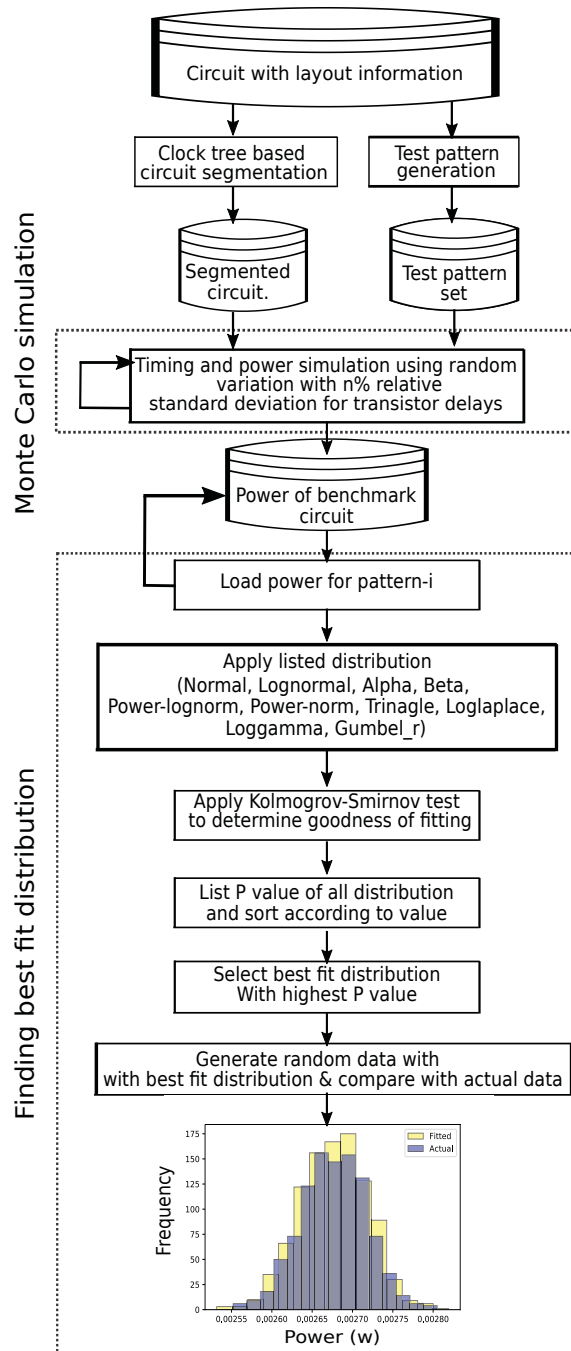 Circuit with layout information
Clock tree based
circuit segmentation
Test pattern
generation
Segmented
circuit.
Test pattern
set
Monte Carlo simulation
Timing and power simulation using random
variation with n% relative
standard deviation for transistor delays
Power of benchmark
circuit
Finding best fit distribution
Load power for pattern-i
Apply listed distribution
(Normal, Lognormal, Alpha, Beta,
Power-lognorm, Power-norm, Trinagle, Loglaplace,
Loggamma, Gumbel_r)
Apply Kolmogrov-Smirnov test
to determine goodness of fitting
List P value of all distribution
and sort according to value
Select best fit distribution
With highest P value
Generate random data with
with best fit distribution & compare with actual data
Frequency
175
150
125
100
75
50
25
0
Fitted
Actual
0,00255 0,00260 0,00265 0,00270 0,00275 0,00280
Power (w)